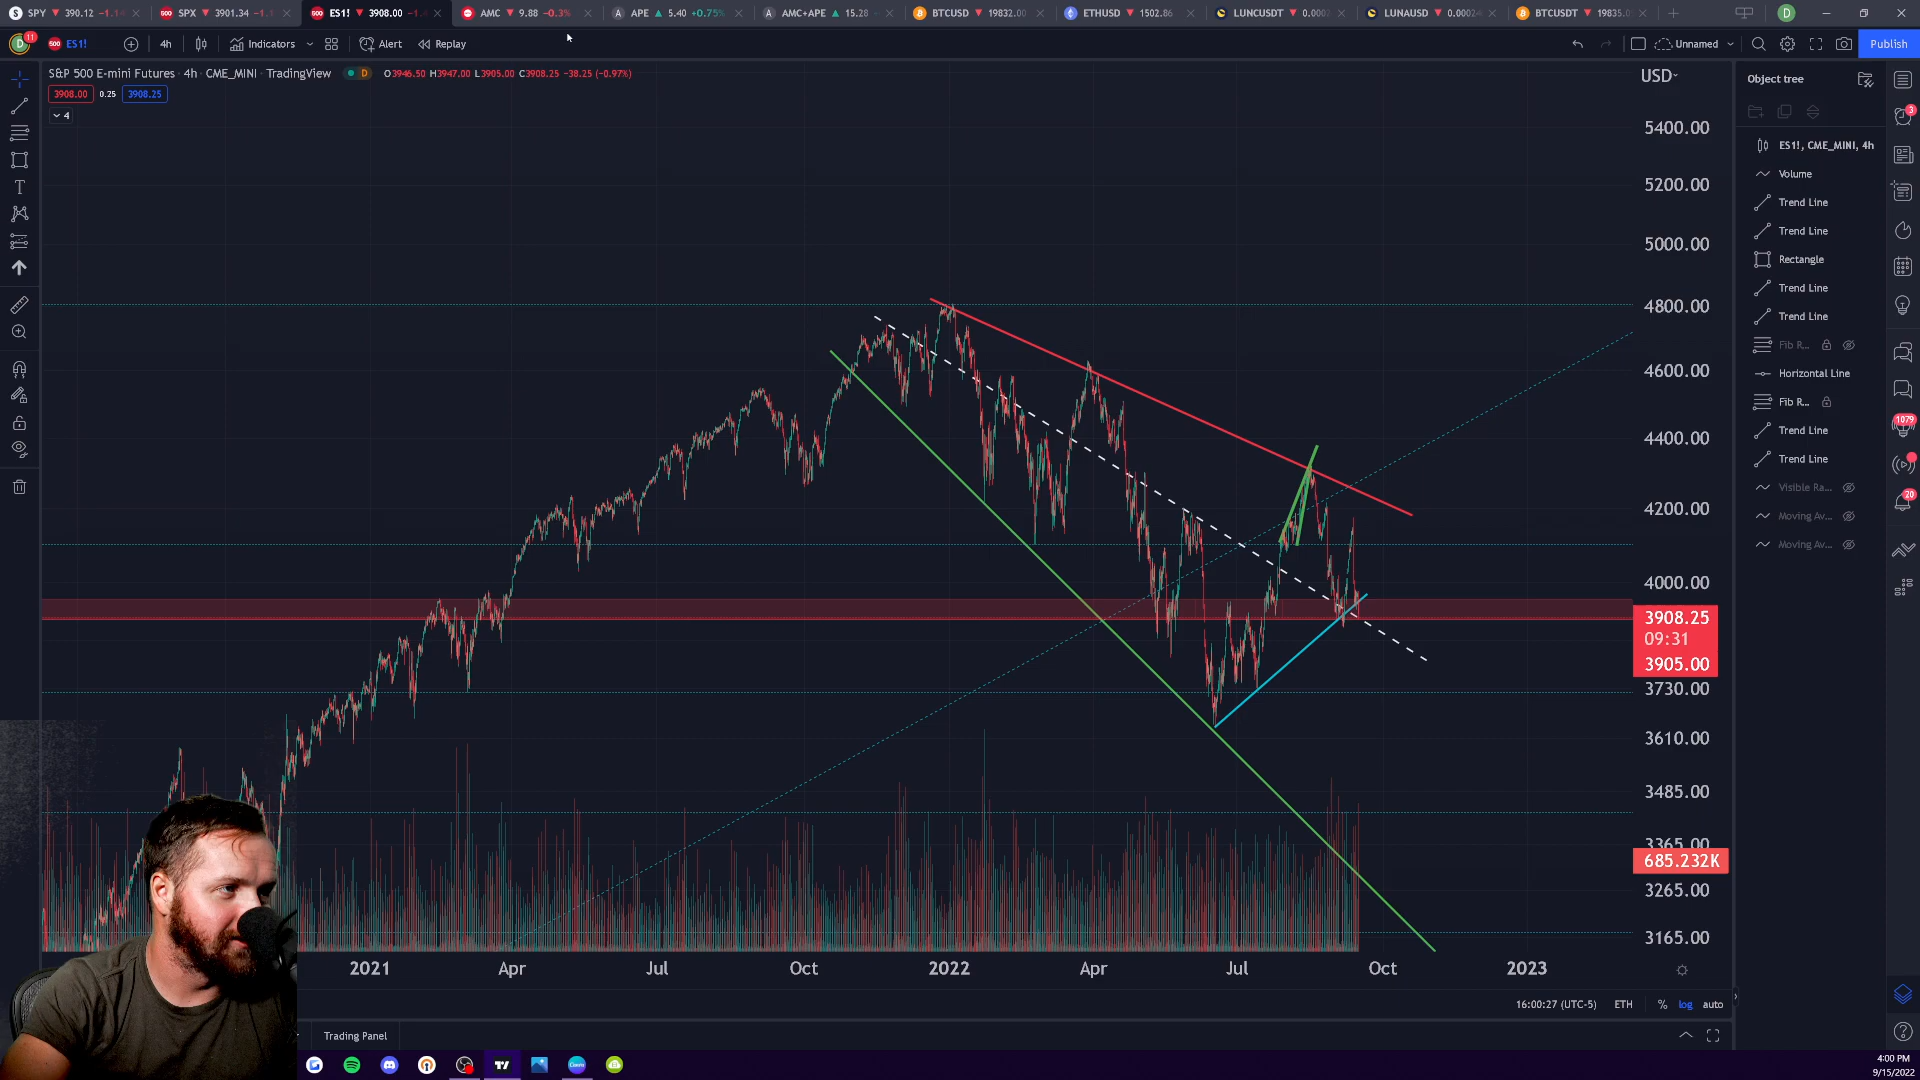 SPY ▼ 390.12 −1.1
SPX ▼ 3901.34 −1.1
ES1! ▼ 3908.00 −1.
AMC ▼ 9.88 −0.3%
APE ▲ 5.40 +0.75%
AMC+APE ▲ 15.28
BTCUSD ▼ 19832.00
ETHUSD ▼ 1502.86
LUNCUSDT ▼ 0.000
LUNAUSD ▼ 0.0002
BTCUSDT ▼ 19835.0
D
11
ES1!
4h
Indicators
Alert
Replay
Unnamed
Publish
S&P 500 E-mini Futures · 4h · CME_MINI · TradingView
D
O3946.50 H3947.00 L3905.00 C3908.25 −38.25 (−0.97%)
3908.00 0.25 3908.25
4
USD
5400.00
5200.00
5000.00
4800.00
4600.00
4400.00
4200.00
4000.00
3908.25
09:31
3905.00
3730.00
3610.00
3485.00
3365.00
685.232K
3265.00
3165.00
2021 Apr Jul Oct 2022 Apr Jul Oct 2023
16:00:27 (UTC-5) ETH % log auto
Trading Panel
Object tree
ES1!, CME_MINI, 4h
Volume
Trend Line
Trend Line
Rectangle
Trend Line
Trend Line
Fib R...
Horizontal Line
Fib R...
Trend Line
Trend Line
Visible Ra...
Moving Av...
Moving Av...
3
1079
20
4:00 PM
9/15/2022